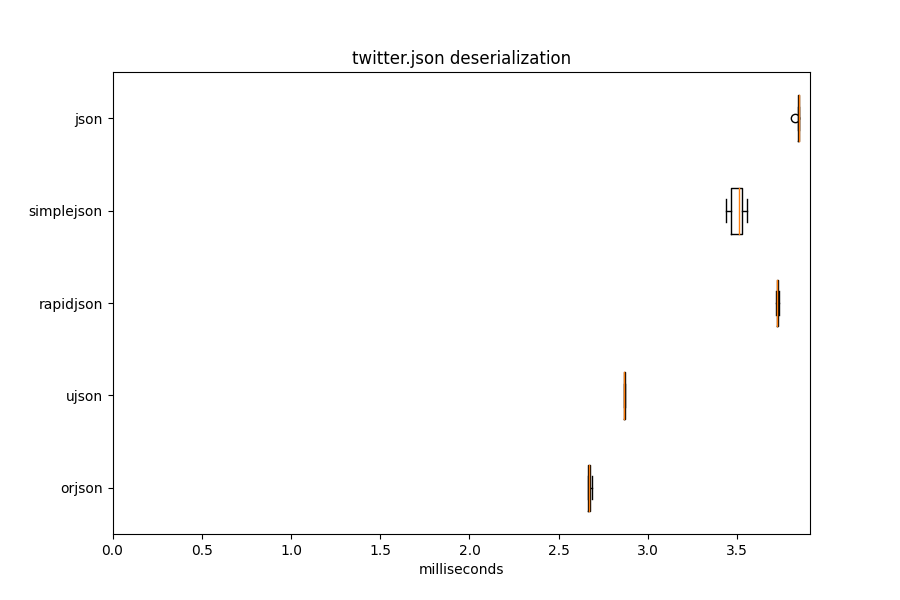 twitter.json deserialization
json
simplejson
rapidjson
ujson
orjson
0.0 0.5 1.0 1.5 2.0 2.5 3.0 3.5
milliseconds